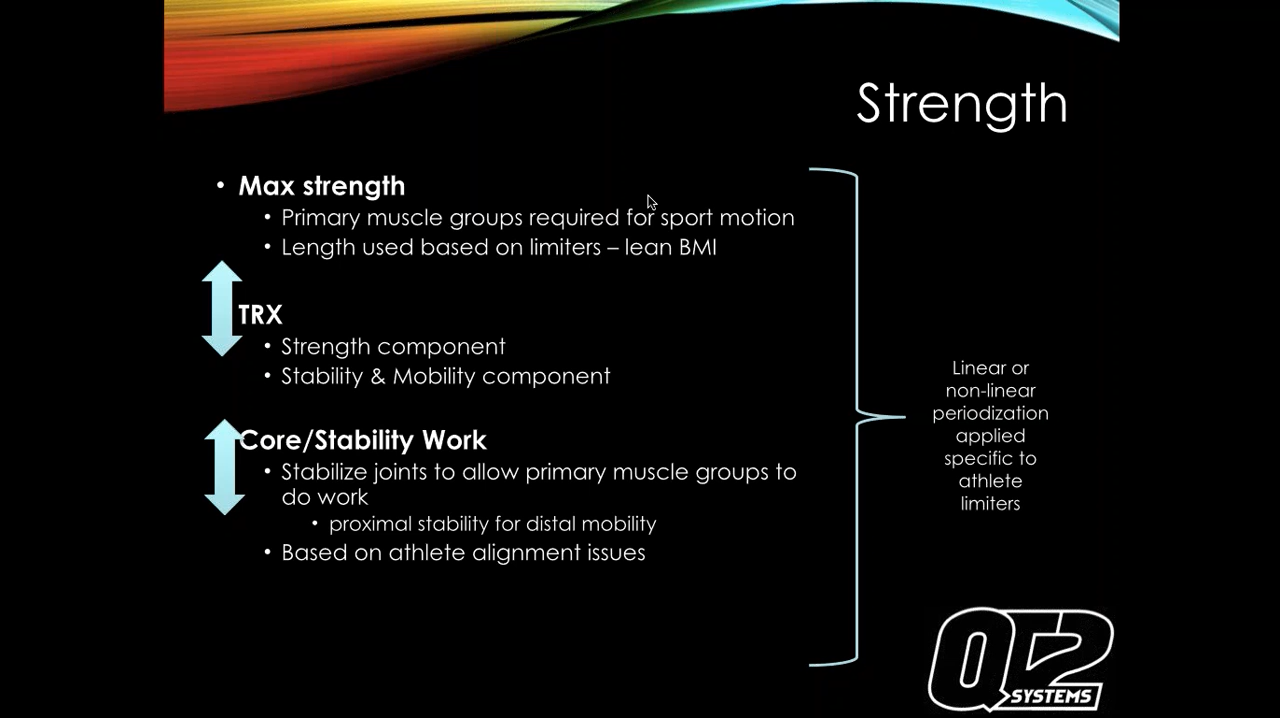 Strength
• Max strength
• Primary muscle groups required for sport motion
• Length used based on limiters – lean BMI
TRX
• Strength component
• Stability & Mobility component
Core/Stability Work
• Stabilize joints to allow primary muscle groups to
do work
• proximal stability for distal mobility
• Based on athlete alignment issues
Linear or
non-linear
periodization
applied
specific to
athlete
limiters
QT2
SYSTEMS